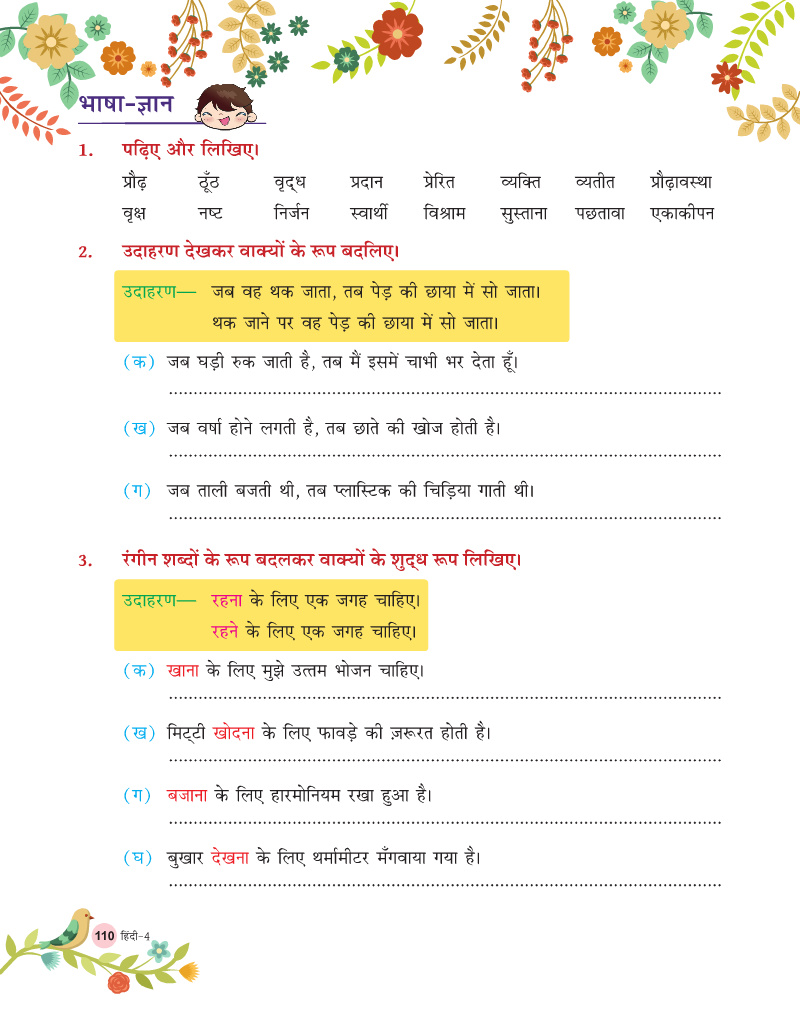 भाषा-ज्ञान
1. पढ़िए और लिखिए।
प्रौढ़ ठूँठ वृद्ध प्रदान प्रेरित व्यक्ति व्यतीत प्रौढ़ावस्था
वृक्ष नष्ट निर्जन स्वार्थी विश्राम सुस्ताना पछतावा एकाकीपन
2. उदाहरण देखकर वाक्यों के रूप बदलिए।
उदाहरण— जब वह थक जाता, तब पेड़ की छाया में सो जाता।
थक जाने पर वह पेड़ की छाया में सो जाता।
(क) जब घड़ी रुक जाती है, तब मैं इसमें चाभी भर देता हूँ।
(ख) जब वर्षा होने लगती है, तब छाते की खोज होती है।
(ग) जब ताली बजती थी, तब प्लास्टिक की चिड़िया गाती थी।
3. रंगीन शब्दों के रूप बदलकर वाक्यों के शुद्ध रूप लिखिए।
उदाहरण— रहना के लिए एक जगह चाहिए।
रहने के लिए एक जगह चाहिए।
(क) खाना के लिए मुझे उत्तम भोजन चाहिए।
(ख) मिट्टी खोदना के लिए फावड़े की ज़रूरत होती है।
(ग) बजाना के लिए हारमोनियम रखा हुआ है।
(घ) बुखार देखना के लिए थर्मामीटर मँगवाया गया है।
110 हिंदी-4